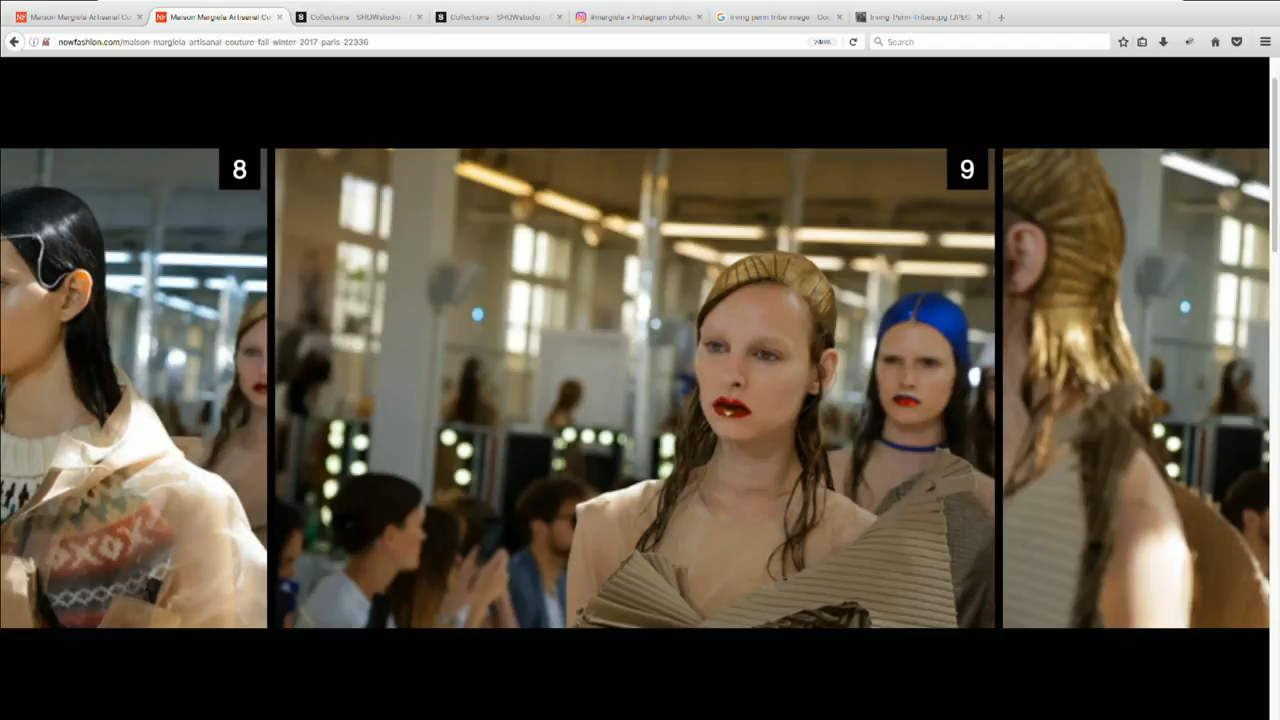 Maison Margiela Artisanal Co
Maison Margiela Artisanal Co
Collections SHOWstudio
Collections SHOWstudio
#margiela • Instagram photos
irving penn tribe image - Goo
Irving-Penn-Tribes.jpg (JPEG
nowfashion.com/maison-margiela-artisanal-couture-fall-winter-2017-paris-22336
240%
Search
8
9
XOXO